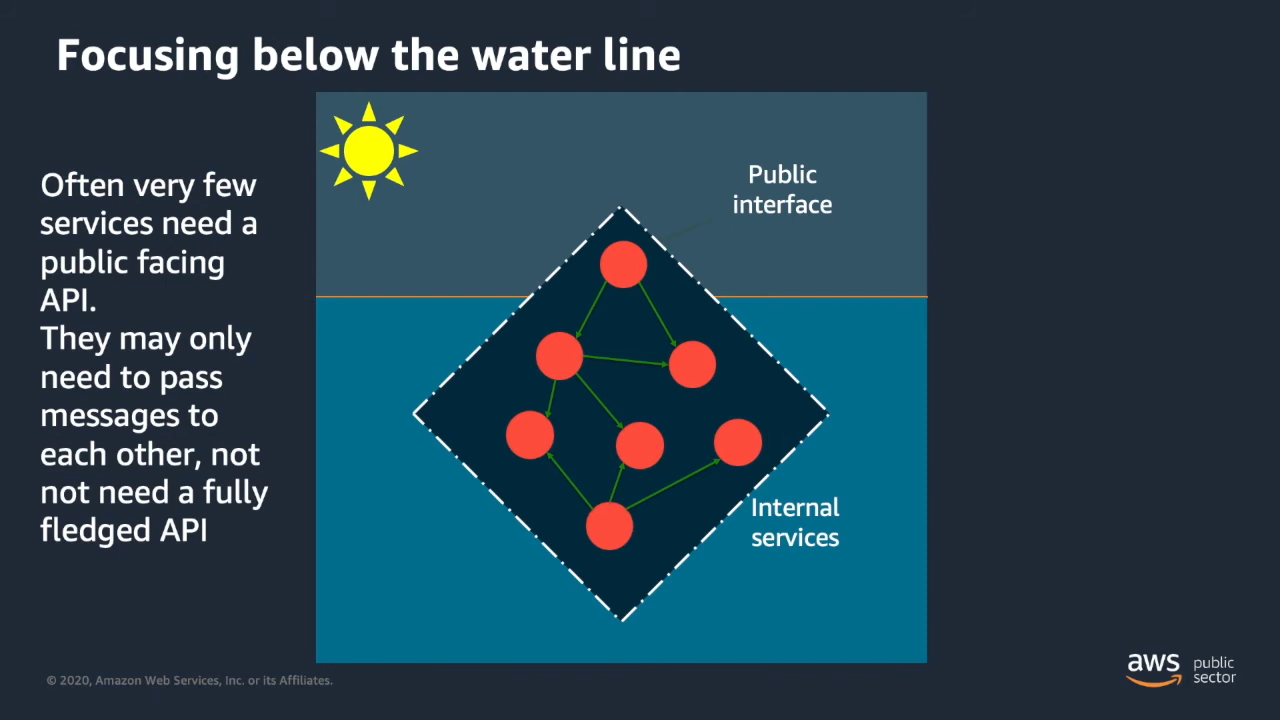 Focusing below the water line
Often very few
services need a
public facing
API.
They may only
need to pass
messages to
each other, not
not need a fully
fledged API
Public
interface
Internal
services
© 2020, Amazon Web Services, Inc. or its Affiliates.
aws
public
sector